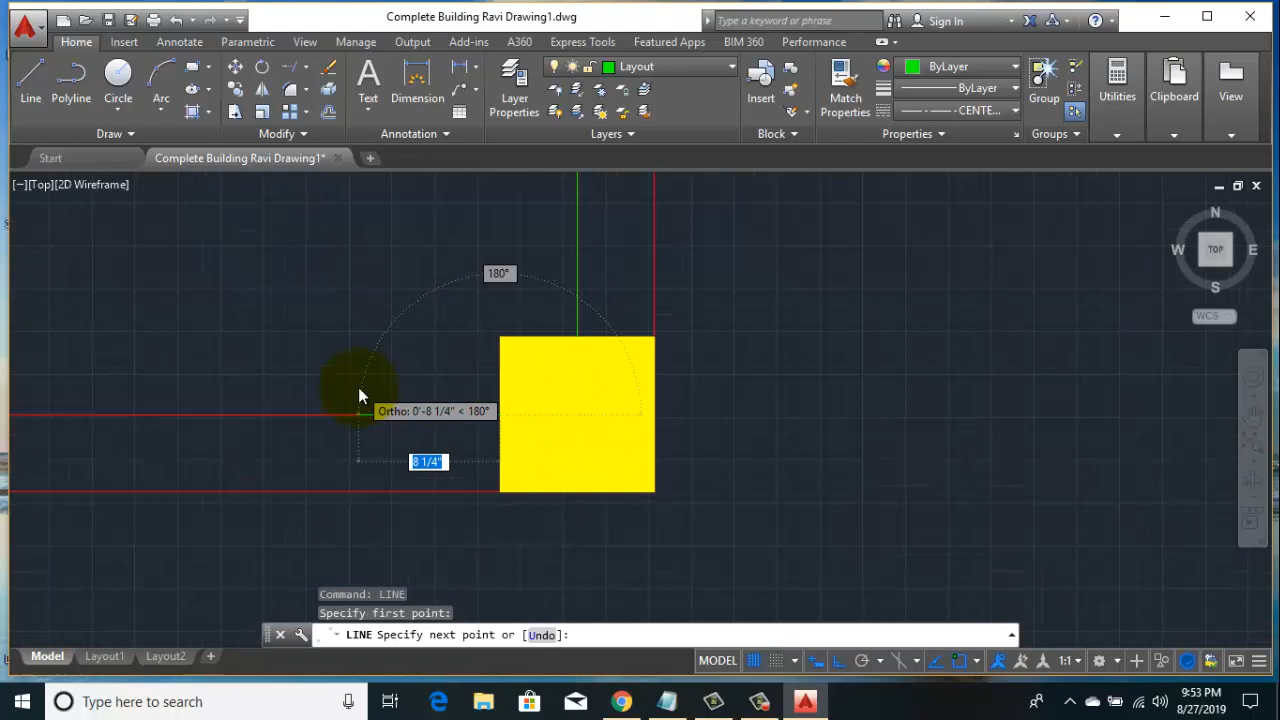 Complete Building Ravi Drawing1.dwg
Type a keyword or phrase
Sign In
Home Insert Annotate Parametric View Manage Output Add-ins A360 Express Tools Featured Apps BIM 360 Performance
Line Polyline Circle Arc
Text Dimension
Layer Properties
Layout
Insert
Match Properties
ByLayer
ByLayer
CENTE...
Group
Utilities
Clipboard
View
Draw Modify Annotation Layers Block Properties Groups
Start Complete Building Ravi Drawing1*
[−][Top][2D Wireframe]
N
W TOP E
S
WCS
180°
Ortho: 0'-8 1/4" < 180°
8 1/4"
Command: LINE
Specify first point:
LINE Specify next point or [Undo]:
Model Layout1 Layout2
MODEL
1:1
Type here to search
9:53 PM
8/27/2019